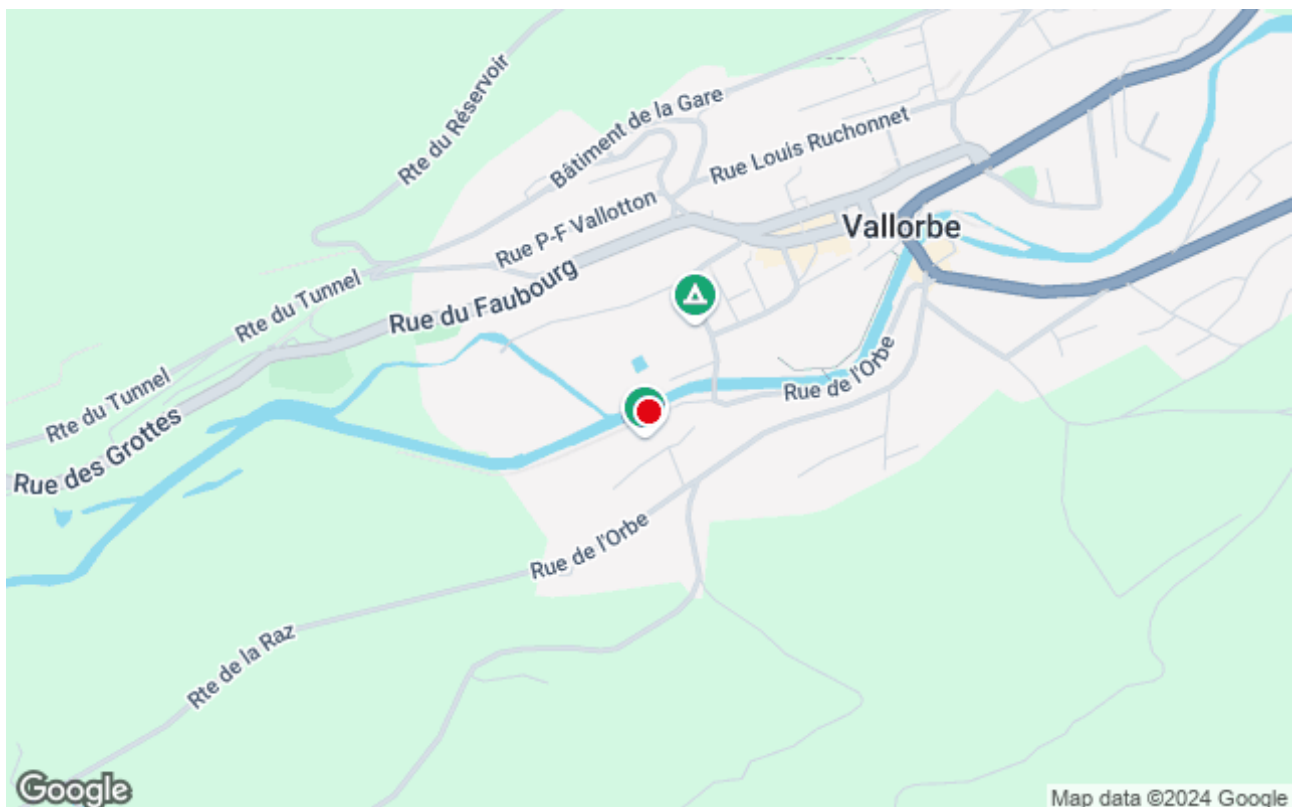 Rte du Réservoir
Bâtiment de la Gare
Rue Louis Ruchonnet
Rue P-F Vallotton
Vallorbe
Rte du Tunnel
Rue du Faubourg
Rte du Tunnel
Rue de l'Orbe
Rue des Grottes
Rue de l'Orbe
Rte de la Raz
Google
Map data ©2024 Google